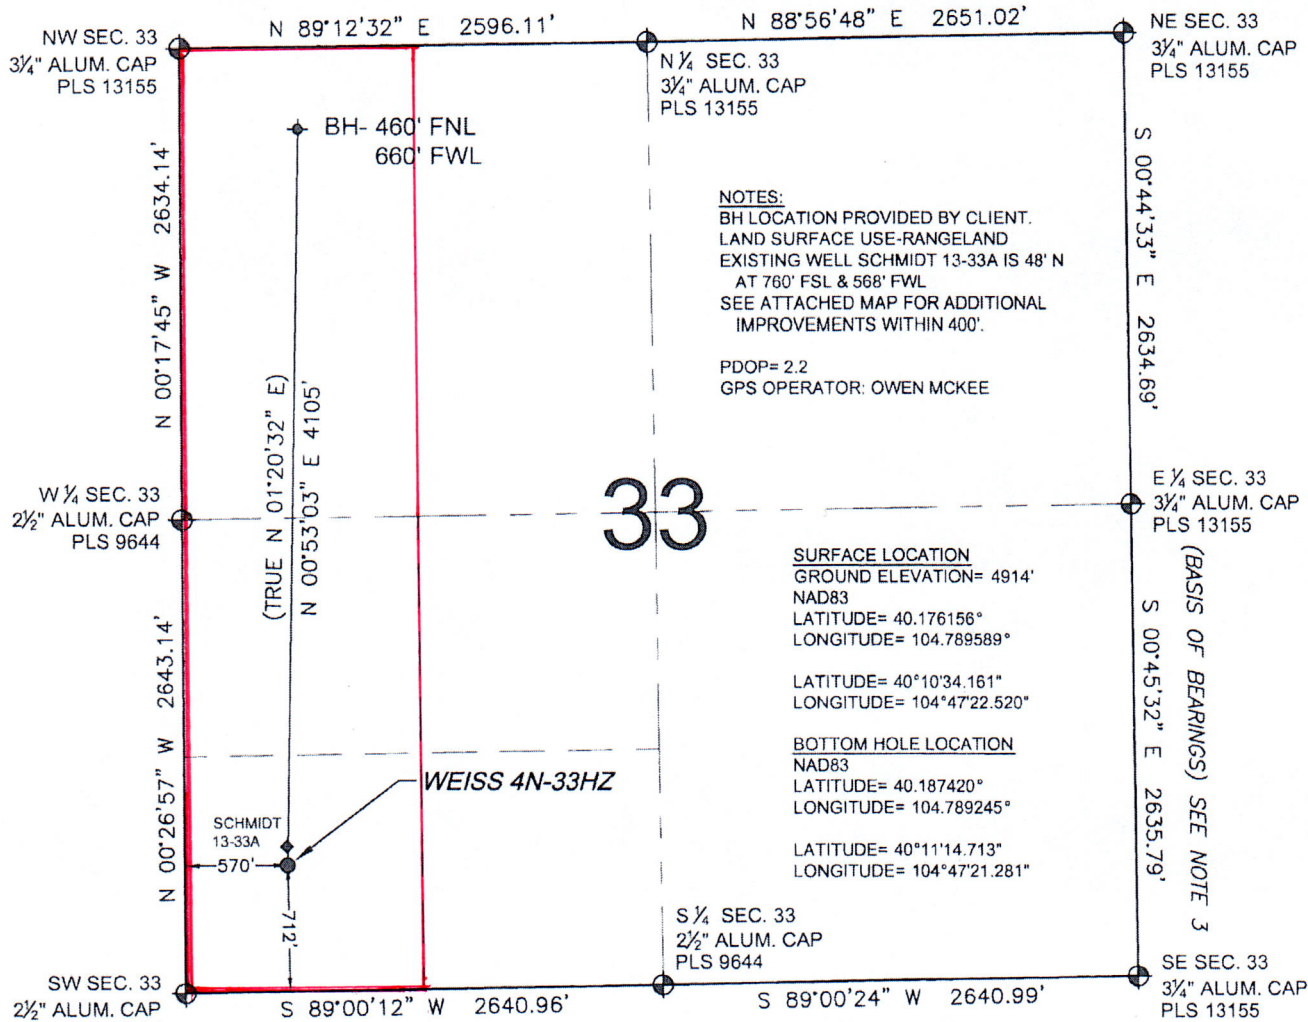 N 89°12'32" E 2596.11'
N 88°56'48" E 2651.02'
NW SEC. 33
3¼" ALUM. CAP
PLS 13155
N ¼ SEC. 33
3¼" ALUM. CAP
PLS 13155
NE SEC. 33
3¼" ALUM. CAP
PLS 13155
BH- 460' FNL
660' FWL
N 00°17'45" W 2634.14'
S 00°44'33" E 2634.69'
NOTES:
BH LOCATION PROVIDED BY CLIENT.
LAND SURFACE USE-RANGELAND
EXISTING WELL SCHMIDT 13-33A IS 48' N
AT 760' FSL & 568' FWL
SEE ATTACHED MAP FOR ADDITIONAL
IMPROVEMENTS WITHIN 400'.
PDOP= 2.2
GPS OPERATOR: OWEN MCKEE
(TRUE N 01°20'32" E)
N 00°53'03" E 4105'
W ¼ SEC. 33
2½" ALUM. CAP
PLS 9644
33
E ¼ SEC. 33
3¼" ALUM. CAP
PLS 13155
SURFACE LOCATION
GROUND ELEVATION= 4914'
NAD83
LATITUDE= 40.176156°
LONGITUDE= 104.789589°
LATITUDE= 40°10'34.161"
LONGITUDE= 104°47'22.520"
BOTTOM HOLE LOCATION
NAD83
LATITUDE= 40.187420°
LONGITUDE= 104.789245°
LATITUDE= 40°11'14.713"
LONGITUDE= 104°47'21.281"
N 00°26'57" W 2643.14'
S 00°45'32" E 2635.79'
(BASIS OF BEARINGS) SEE NOTE 3
WEISS 4N-33HZ
SCHMIDT
13-33A
570'
712'
S ¼ SEC. 33
2½" ALUM. CAP
PLS 9644
SW SEC. 33
2½" ALUM. CAP
SE SEC. 33
3¼" ALUM. CAP
PLS 13155
S 89°00'12" W 2640.96'
S 89°00'24" W 2640.99'